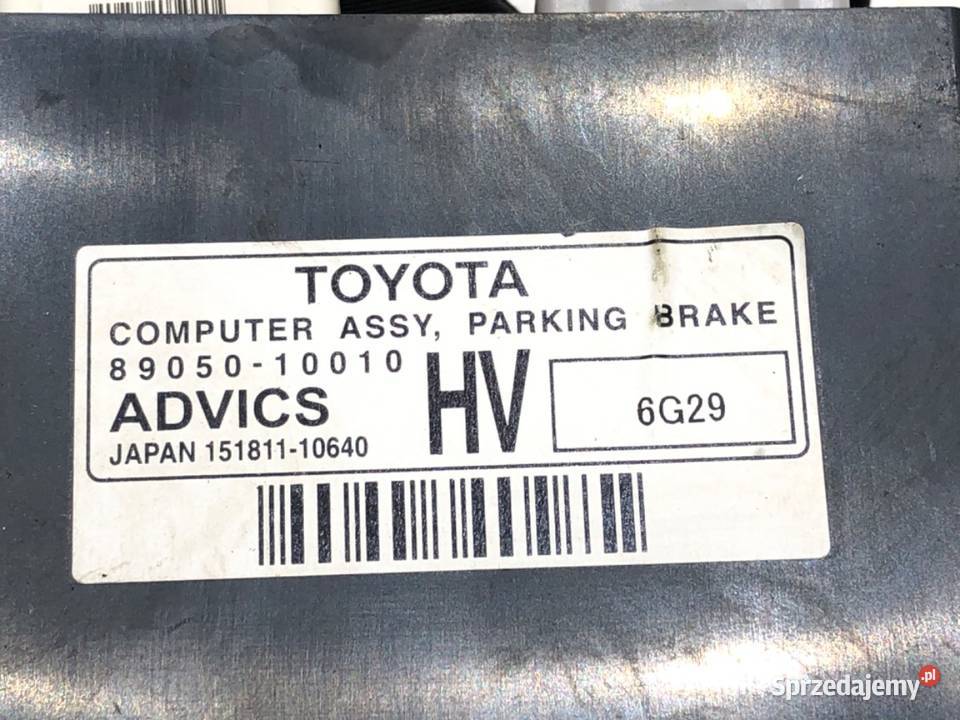 TOYOTA
COMPUTER ASSY, PARKING BRAKE
89050-10010
HV
6G29
ADVICS
JAPAN 151811-10640
Sprzedajemy.pl